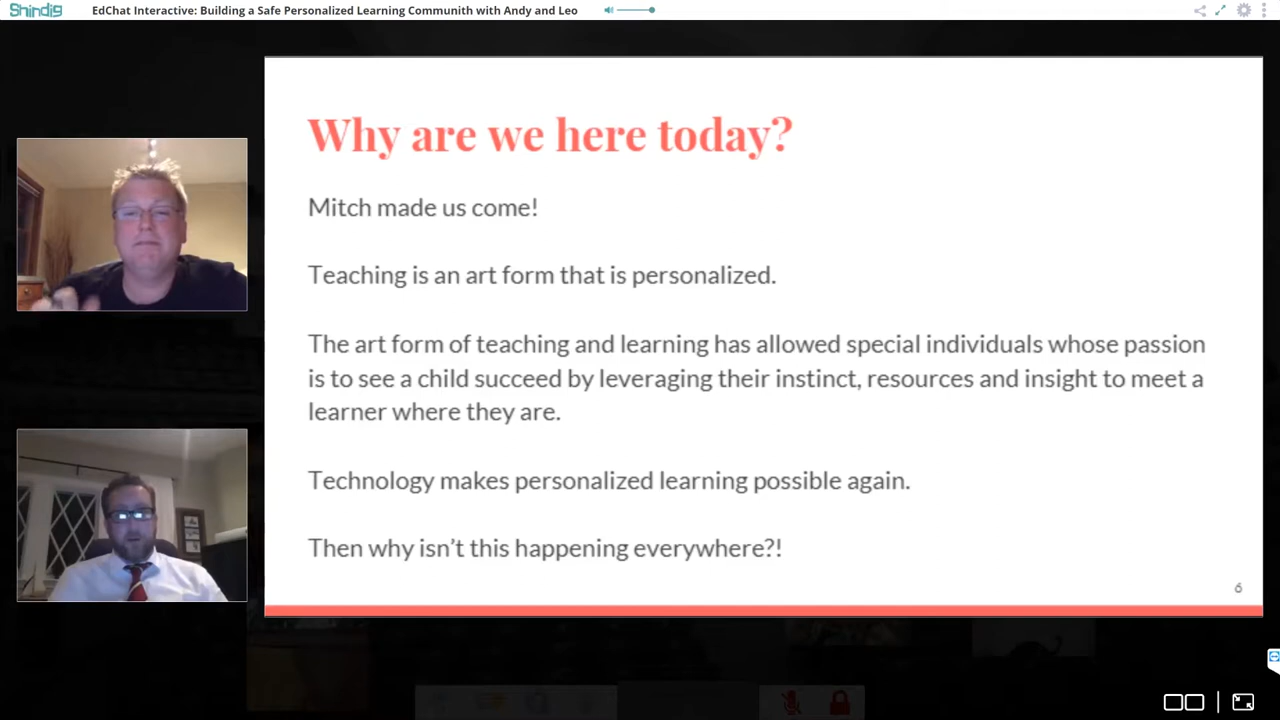 Shindig
EdChat Interactive: Building a Safe Personalized Learning Communith with Andy and Leo
Why are we here today?
Mitch made us come!
Teaching is an art form that is personalized.
The art form of teaching and learning has allowed special individuals whose passion
is to see a child succeed by leveraging their instinct, resources and insight to meet a
learner where they are.
Technology makes personalized learning possible again.
Then why isn't this happening everywhere?!
6